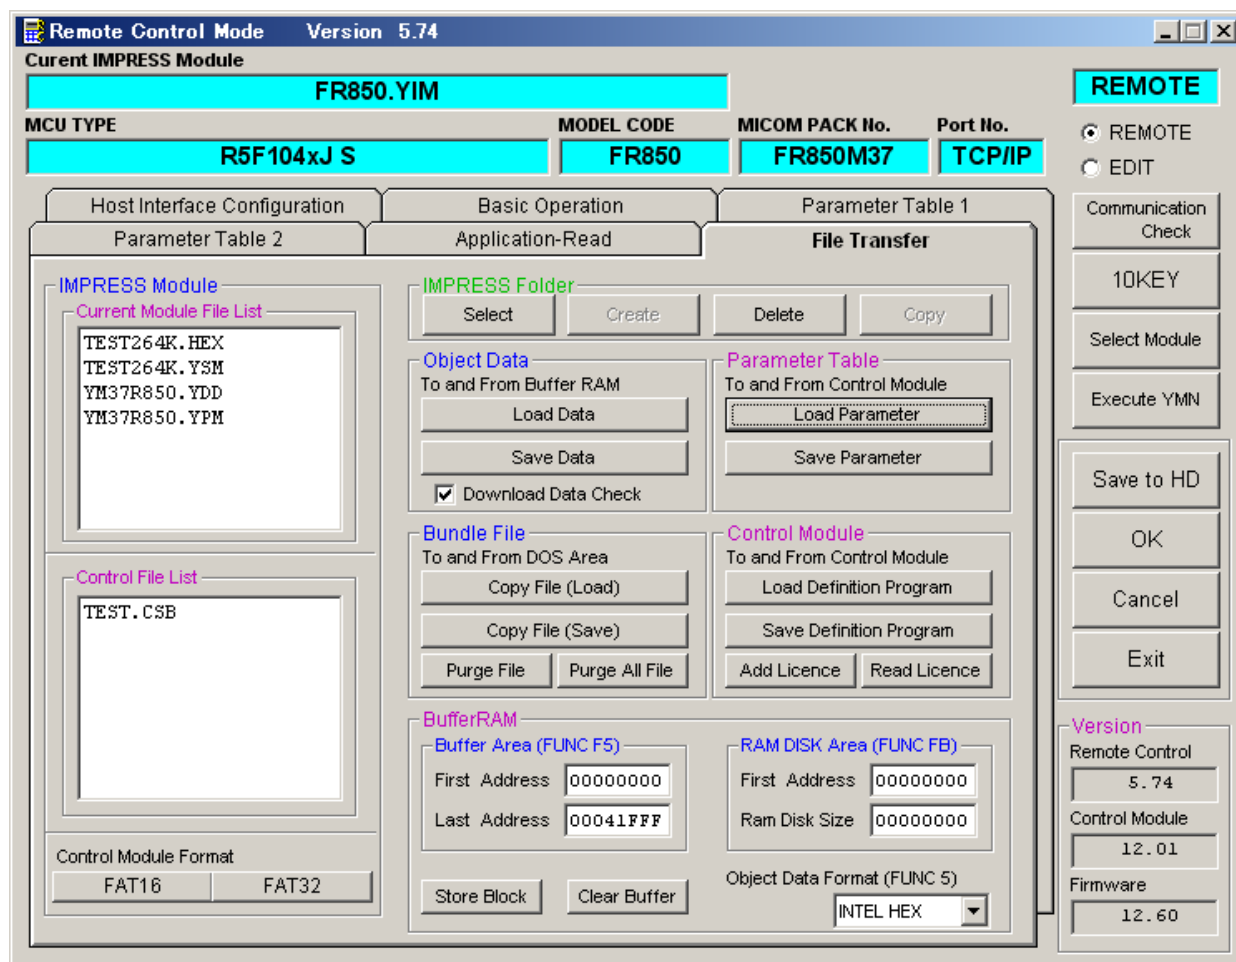 Remote Control Mode Version 5.74
Curent IMPRESS Module
FR850.YIM
REMOTE
MCU TYPE MODEL CODE MICOM PACK No. Port No.
R5F104xJ S FR850 FR850M37 TCP/IP
REMOTE
EDIT
Host Interface Configuration Basic Operation Parameter Table 1
Parameter Table 2 Application-Read File Transfer
Communication
Check
10KEY
Select Module
Execute YMN
Save to HD
OK
Cancel
Exit
IMPRESS Module
Current Module File List
TEST264K.HEX
TEST264K.YSM
YM37R850.YDD
YM37R850.YPM
Control File List
TEST.CSB
Control Module Format
FAT16 FAT32
IMPRESS Folder
Select Create Delete Copy
Object Data
To and From Buffer RAM
Load Data
Save Data
Download Data Check
Parameter Table
To and From Control Module
Load Parameter
Save Parameter
Bundle File
To and From DOS Area
Copy File (Load)
Copy File (Save)
Purge File Purge All File
Control Module
To and From Control Module
Load Definition Program
Save Definition Program
Add Licence Read Licence
BufferRAM
Buffer Area (FUNC F5)
First Address 00000000
Last Address 00041FFF
RAM DISK Area (FUNC FB)
First Address 00000000
Ram Disk Size 00000000
Store Block Clear Buffer
Object Data Format (FUNC 5)
INTEL HEX
Version
Remote Control
5.74
Control Module
12.01
Firmware
12.60